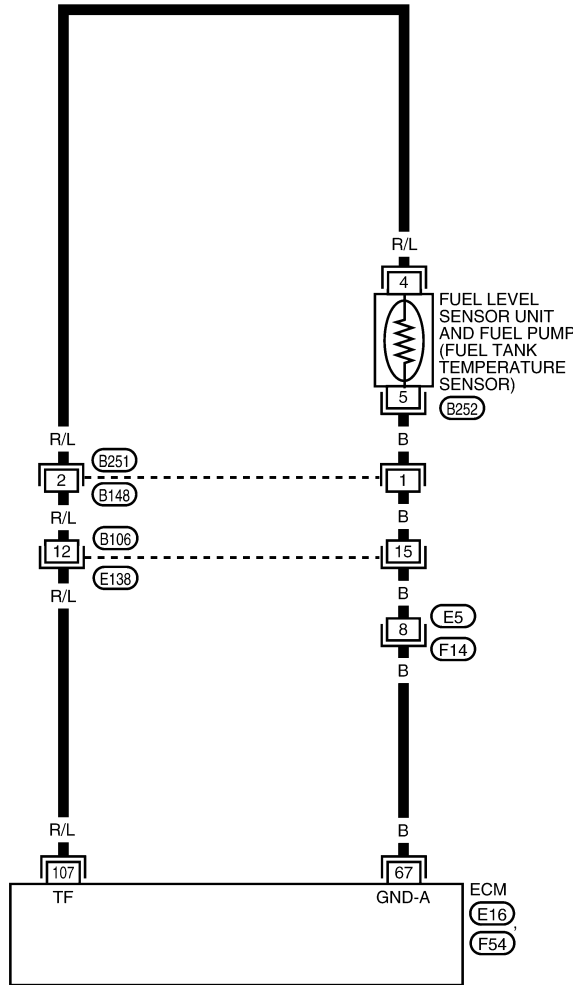 R/L
4
FUEL LEVEL
SENSOR UNIT
AND FUEL PUMP
(FUEL TANK
TEMPERATURE
SENSOR)
5
B252
R/L
B
B251
2
1
B148
R/L
B
B106
12
15
E138
R/L
B
E5
8
F14
B
R/L
B
107
67
TF
GND-A
ECM
E16
,
F54